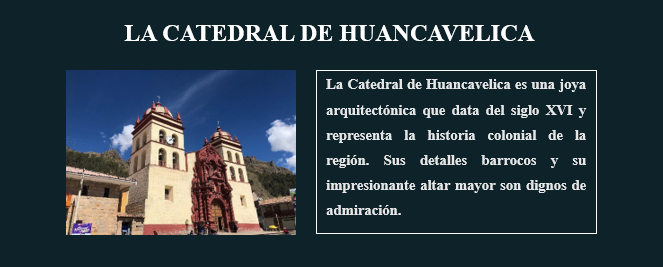 LA CATEDRAL DE HUANCAVELICA
La Catedral de Huancavelica es una joya
arquitectónica que data del siglo XVI y
representa la historia colonial de la
región. Sus detalles barrocos y su
impresionante altar mayor son dignos de
admiración.